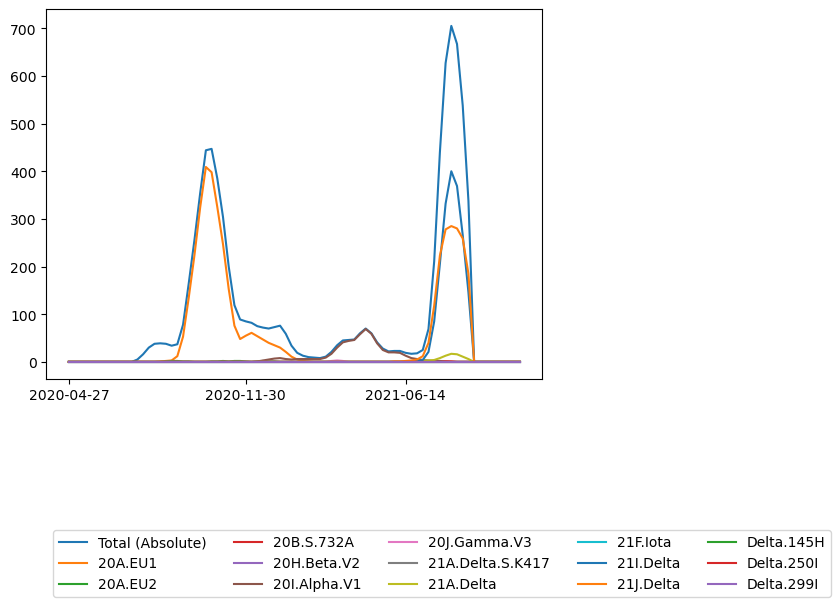 700
600
500
400
300
200
100
0
2020-04-27 2020-11-30 2021-06-14
Total (Absolute) 20B.S.732A 20J.Gamma.V3 21F.Iota Delta.145H
20A.EU1 20H.Beta.V2 21A.Delta.S.K417 21I.Delta Delta.250I
20A.EU2 20I.Alpha.V1 21A.Delta 21J.Delta Delta.299I